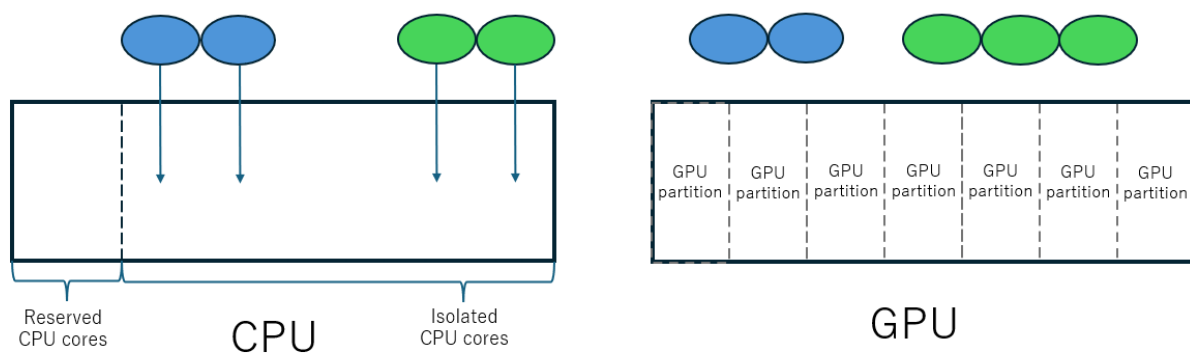 GPU
partition
GPU
partition
GPU
partition
GPU
partition
GPU
partition
GPU
partition
GPU
partition
Reserved
CPU cores
CPU
Isolated
CPU cores
GPU